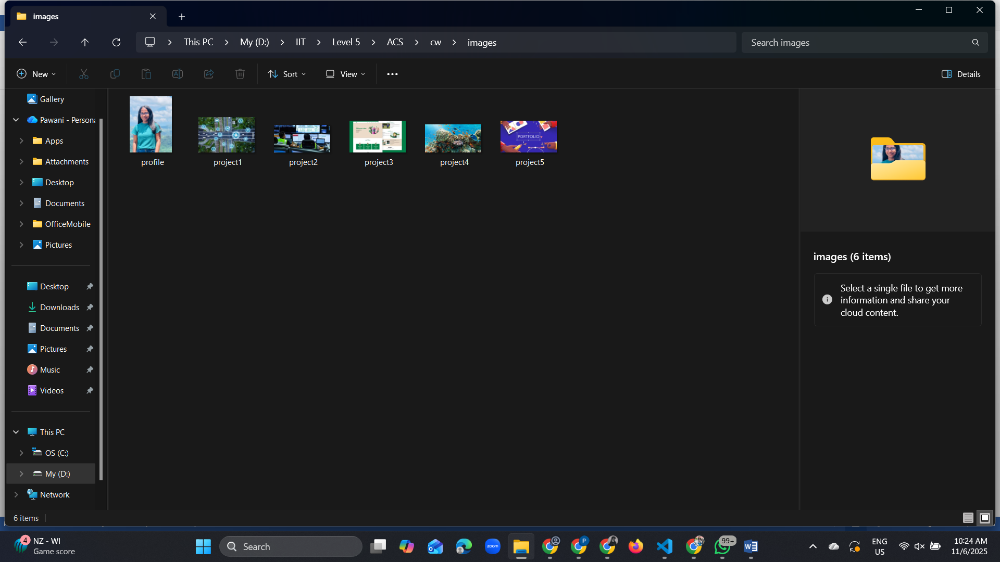 images
This PC
My (D:)
IIT
Level 5
ACS
cw
images
Search images
New
Sort
View
Details
Gallery
Pawani - Persona
Apps
Attachments
Desktop
Documents
OfficeMobile
Pictures
Desktop
Downloads
Documents
Pictures
Music
Videos
This PC
OS (C:)
My (D:)
Network
profile
project1
project2
project3
project4
PORTFOLIO
project5
images (6 items)
Select a single file to get more
information and share your
cloud content.
6 items
4
NZ - WI
Game score
Search
zoom
P
99+
W
ENG
US
10:24 AM
11/6/2025